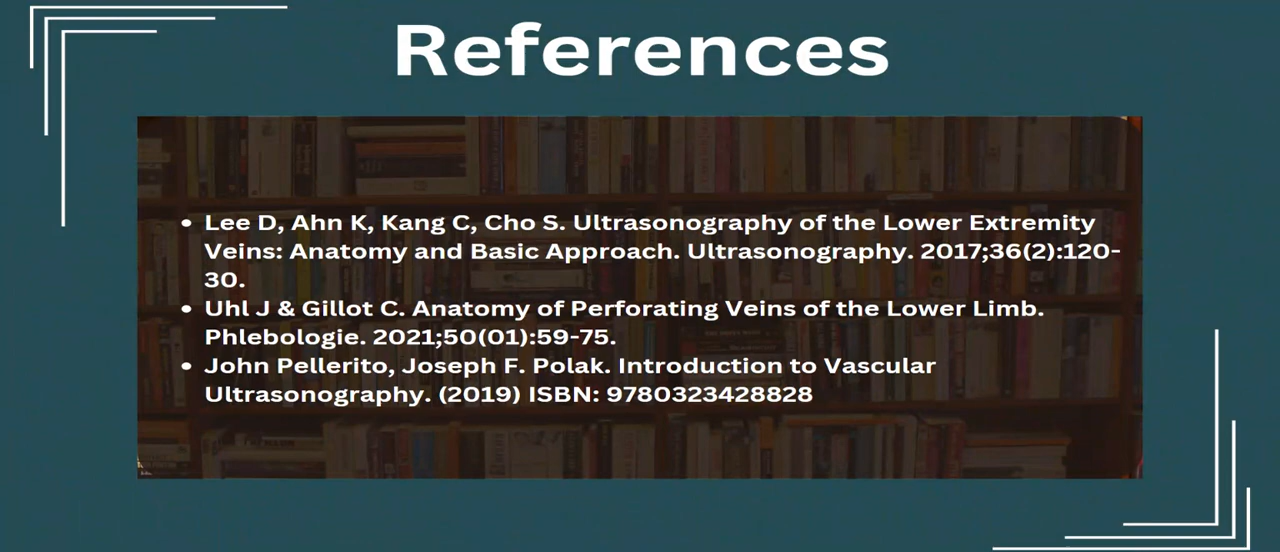 References
• Lee D, Ahn K, Kang C, Cho S. Ultrasonography of the Lower Extremity
Veins: Anatomy and Basic Approach. Ultrasonography. 2017;36(2):120-
30.
• Uhl J & Gillot C. Anatomy of Perforating Veins of the Lower Limb.
Phlebologie. 2021;50(01):59-75.
• John Pellerito, Joseph F. Polak. Introduction to Vascular
Ultrasonography. (2019) ISBN: 9780323428828